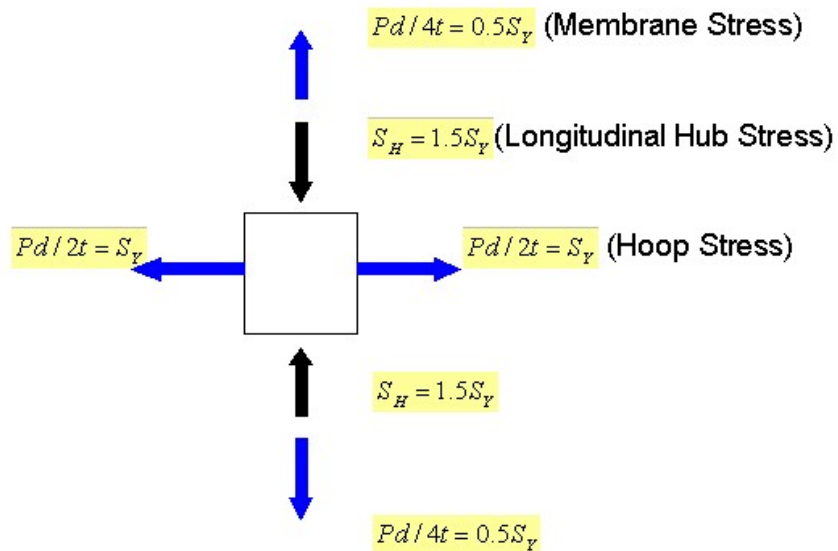 Pd / 4t = 0.5S_Y (Membrane Stress)
S_H = 1.5S_Y (Longitudinal Hub Stress)
Pd / 2t = S_Y
Pd / 2t = S_Y (Hoop Stress)
S_H = 1.5S_Y
Pd / 4t = 0.5S_Y